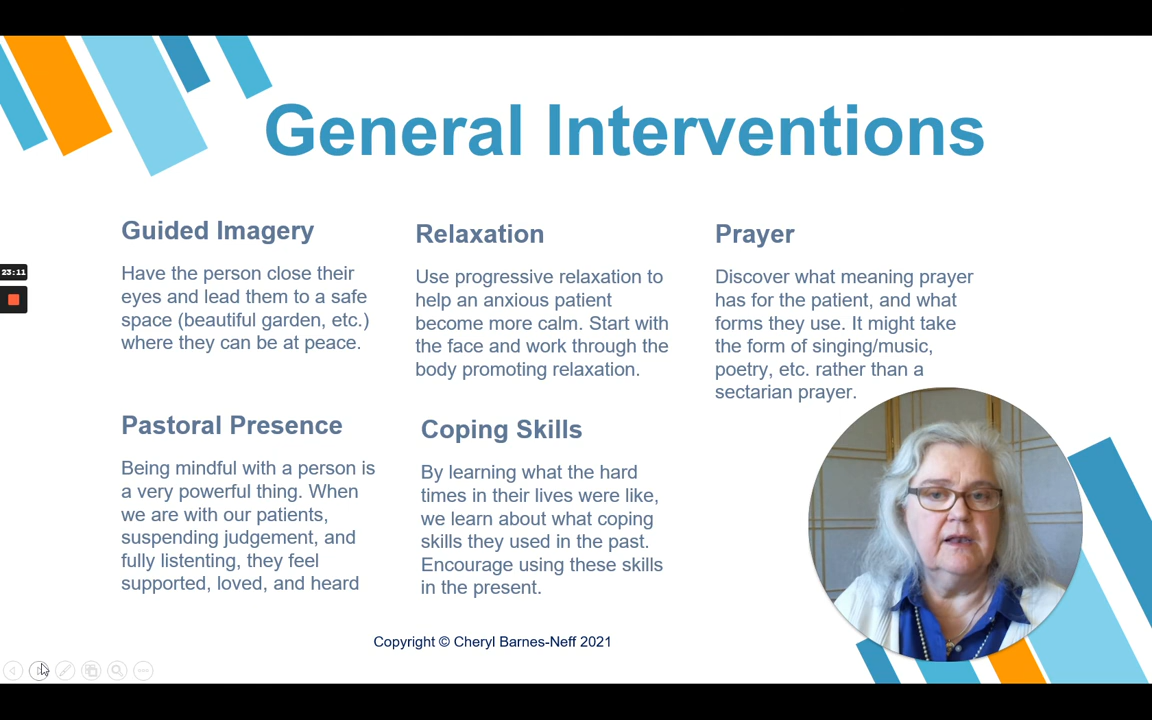 General Interventions
Guided Imagery
Have the person close their
eyes and lead them to a safe
space (beautiful garden, etc.)
where they can be at peace.
Relaxation
Use progressive relaxation to
help an anxious patient
become more calm. Start with
the face and work through the
body promoting relaxation.
Prayer
Discover what meaning prayer
has for the patient, and what
forms they use. It might take
the form of singing/music,
poetry, etc. rather than a
sectarian prayer.
23:11
Pastoral Presence
Being mindful with a person is
a very powerful thing. When
we are with our patients,
suspending judgement, and
fully listenting, they feel
supported, loved, and heard
Coping Skills
By learning what the hard
times in their lives were like,
we learn about what coping
skills they used in the past.
Encourage using these skills
in the present.
Copyright © Cheryl Barnes-Neff 2021